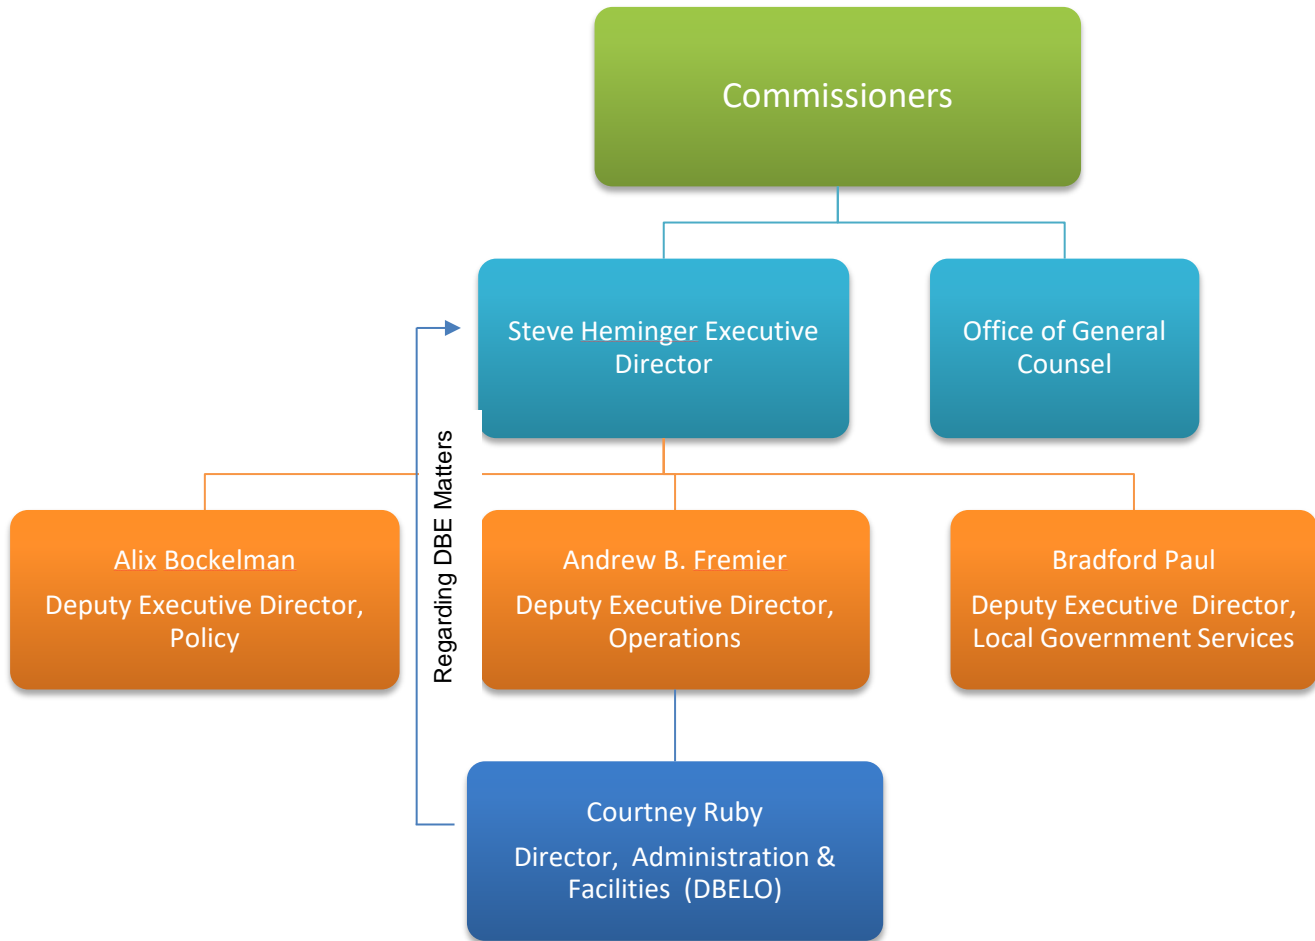 Commissioners
Steve Heminger Executive
Director
Office of General
Counsel
Regarding DBE Matters
Alix Bockelman
Deputy Executive Director,
Policy
Andrew B. Fremier
Deputy Executive Director,
Operations
Bradford Paul
Deputy Executive  Director,
Local Government Services
Courtney Ruby
Director,  Administration &
Facilities  (DBELO)